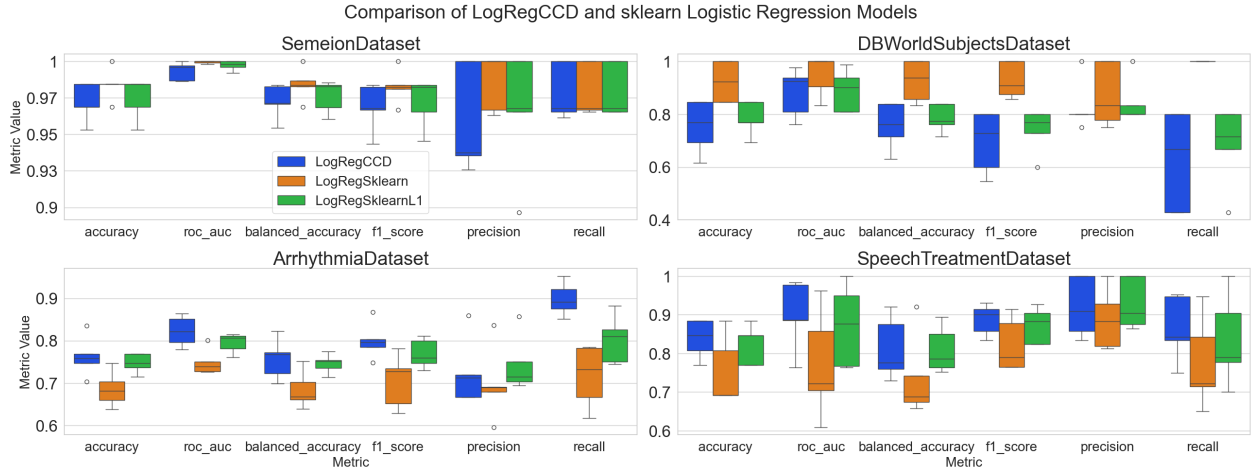 Comparison of LogRegCCD and sklearn Logistic Regression Models
SemeionDataset
DBWorldSubjectsDataset
Metric Value
1
0.97
0.95
0.93
0.9
LogRegCCD
LogRegSklearn
LogRegSklearnL1
accuracy roc_auc balanced_accuracy f1_score precision recall
1
0.8
0.6
0.4
accuracy roc_auc balanced_accuracy f1_score precision recall
ArrhythmiaDataset
SpeechTreatmentDataset
Metric Value
0.9
0.8
0.7
0.6
accuracy roc_auc balanced_accuracy f1_score precision recall
Metric
1
0.9
0.8
0.7
0.6
accuracy roc_auc balanced_accuracy f1_score precision recall
Metric